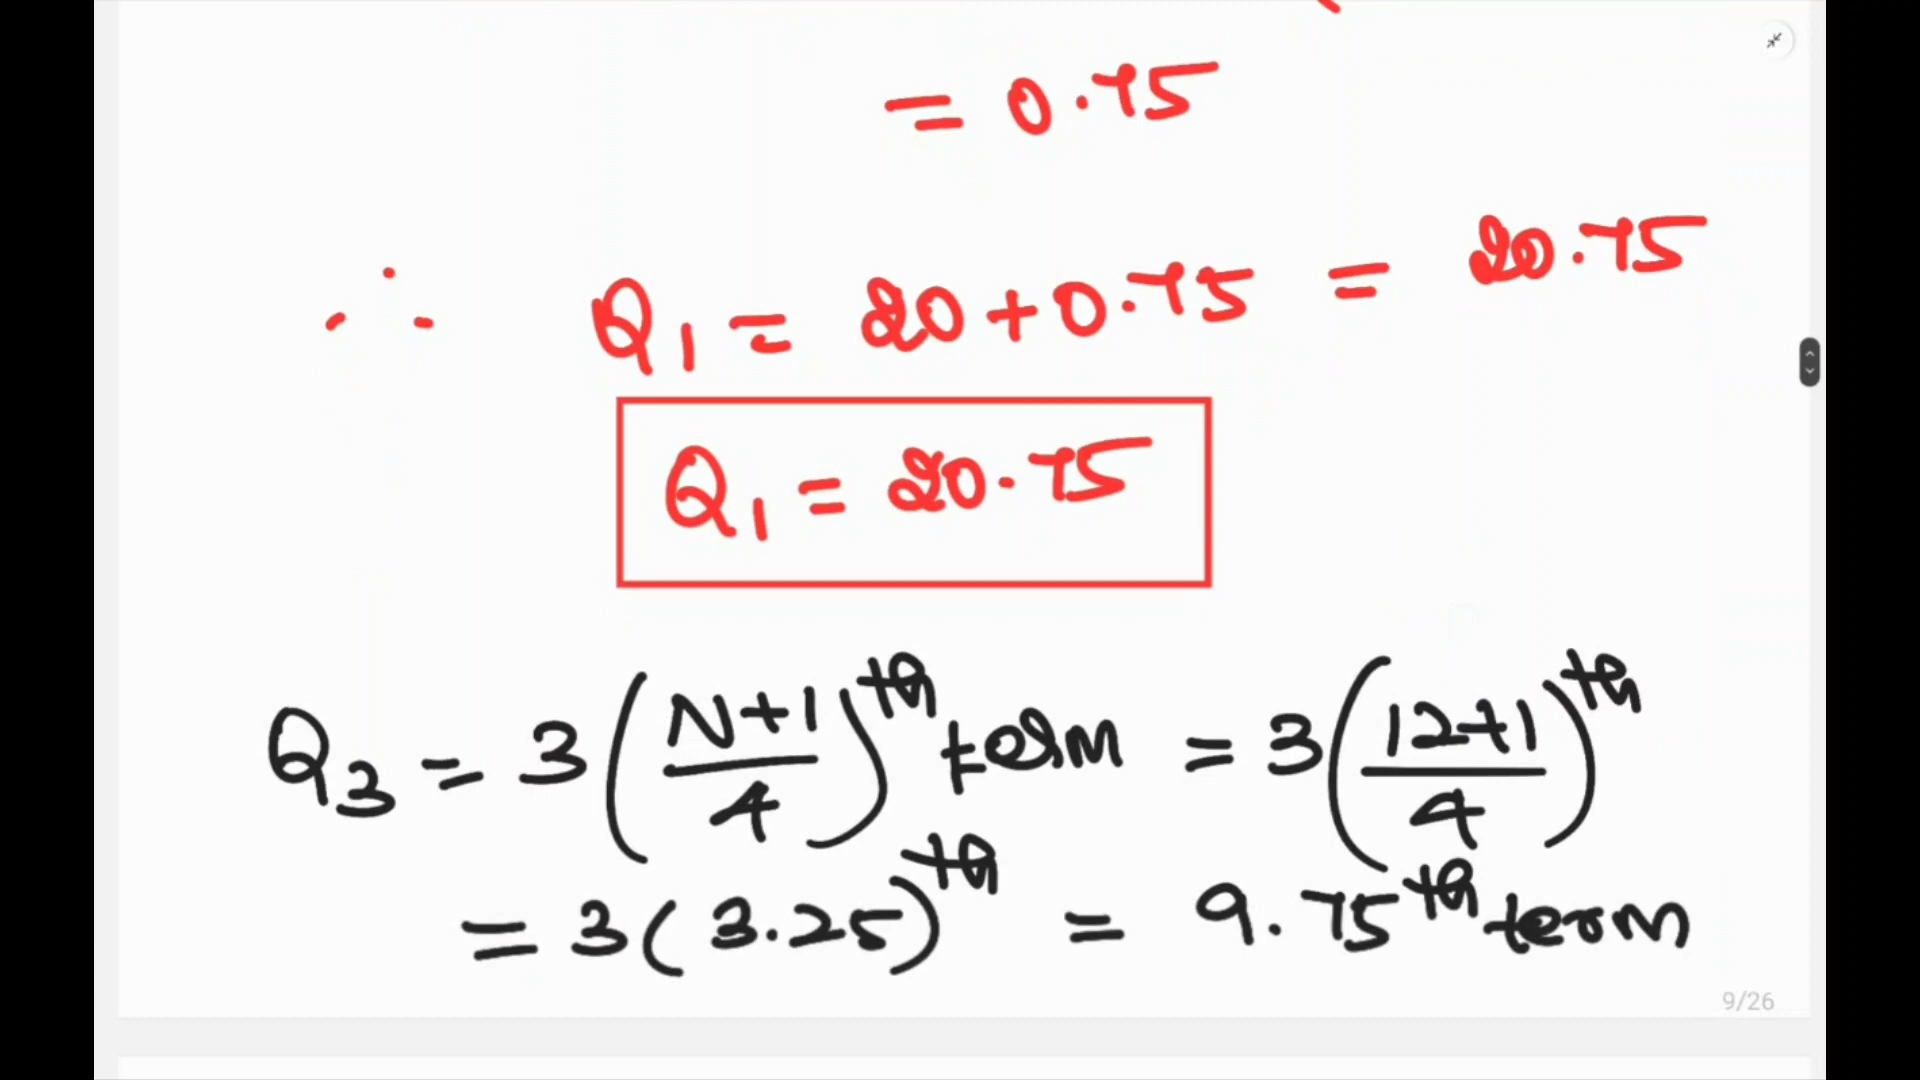 = 0.75
∴ Q₁ = 20 + 0.75 = 20.75
Q₁ = 20.75
Q₃ = 3 ((N+1)/4)ᵗʰ term = 3 ((12+1)/4)ᵗʰ
= 3 (3.25)ᵗʰ = 9.75ᵗʰ term
9/26